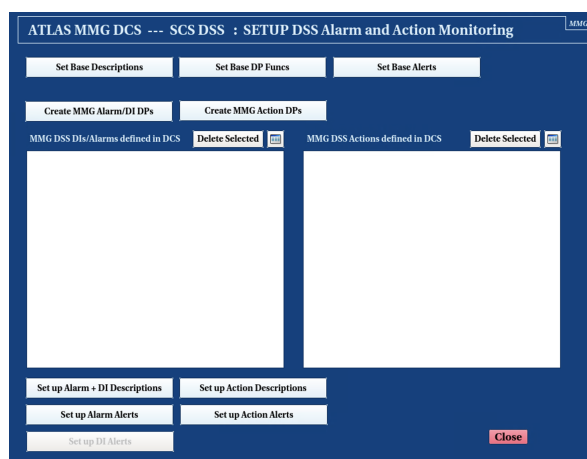 ATLAS MMG DCS --- SCS DSS : SETUP DSS Alarm and Action Monitoring
MMG
Set Base Descriptions Set Base DP Funcs Set Base Alerts
Create MMG Alarm/DI DPs Create MMG Action DPs
MMG DSS DIs/Alarms defined in DCS Delete Selected MMG DSS Actions defined in DCS Delete Selected
Set up Alarm + DI Descriptions Set up Action Descriptions
Set up Alarm Alerts Set up Action Alerts
Set up DI Alerts Close